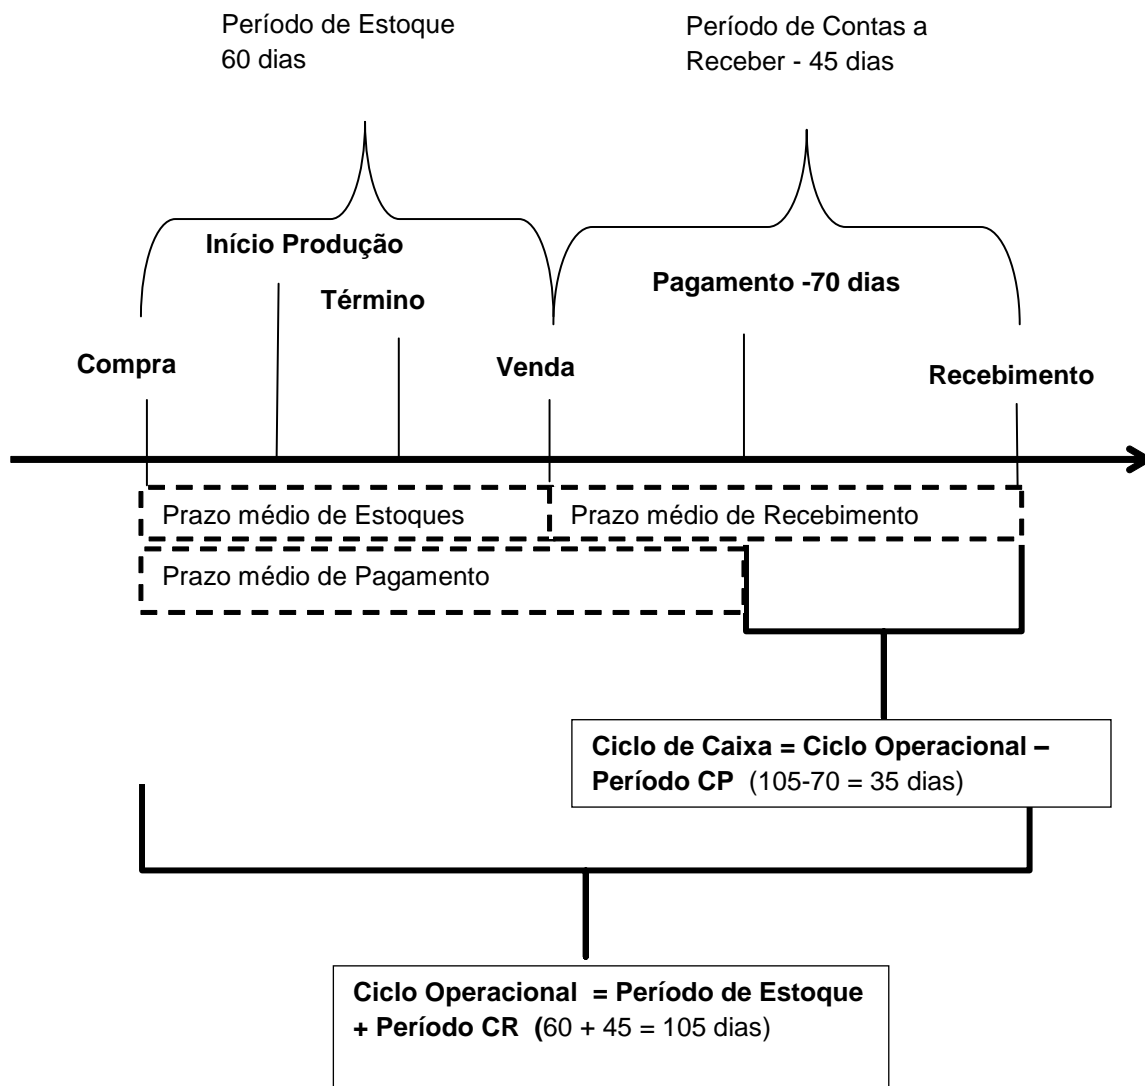 Período de Estoque
60 dias
Período de Contas a
Receber - 45 dias
Início Produção
Término
Pagamento -70 dias
Compra
Venda
Recebimento
Prazo médio de Estoques
Prazo médio de Recebimento
Prazo médio de Pagamento
Ciclo de Caixa = Ciclo Operacional –
Período CP (105-70 = 35 dias)
Ciclo Operacional = Período de Estoque
+ Período CR (60 + 45 = 105 dias)